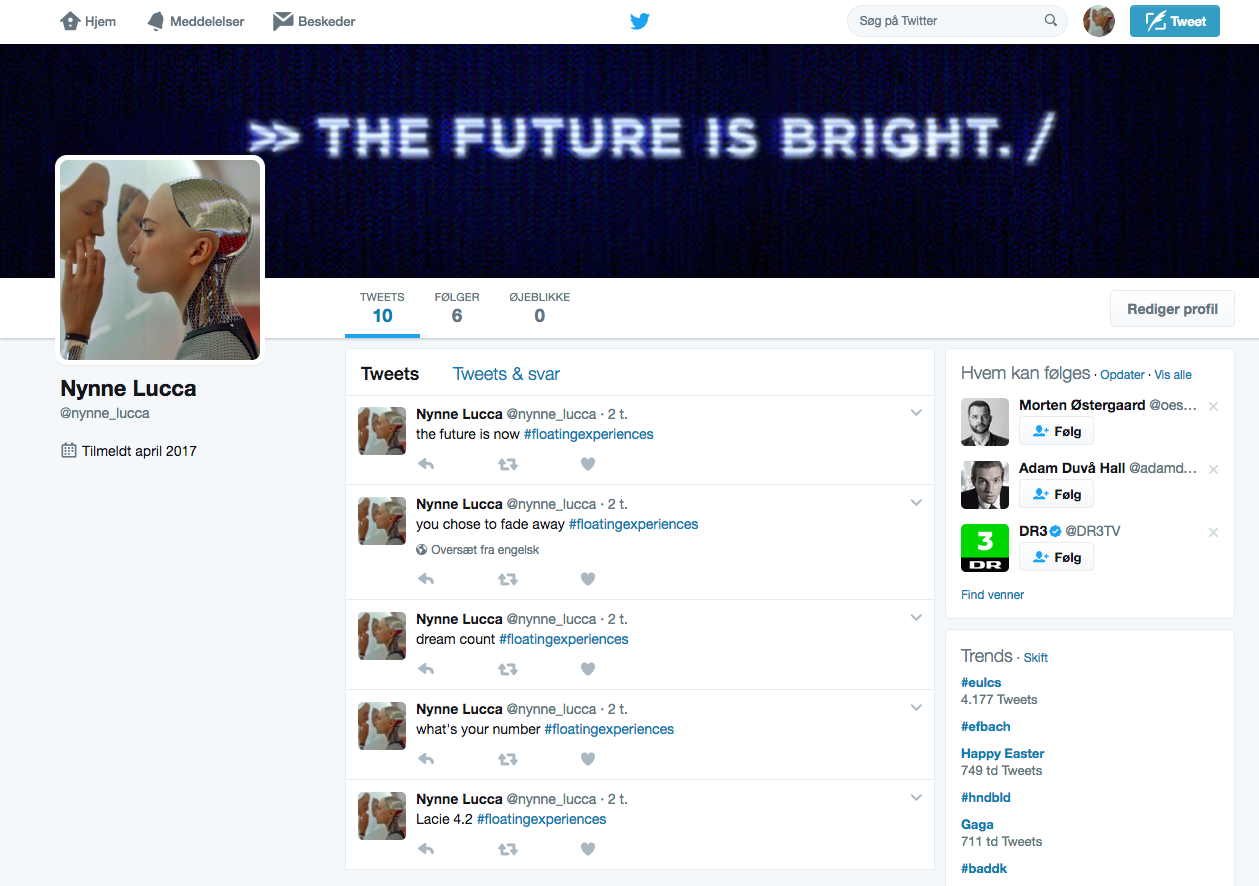 Hjem Meddelelser Beskeder Søg på Twitter Tweet
>> THE FUTURE IS BRIGHT. /
TWEETS FØLGER ØJEBLIKKE
10 6 0
Rediger profil
Nynne Lucca
@nynne_lucca
Tilmeldt april 2017
Tweets Tweets & svar
Nynne Lucca @nynne_lucca · 2 t.
the future is now #floatingexperiences
Nynne Lucca @nynne_lucca · 2 t.
you chose to fade away #floatingexperiences
Oversæt fra engelsk
Nynne Lucca @nynne_lucca · 2 t.
dream count #floatingexperiences
Nynne Lucca @nynne_lucca · 2 t.
what's your number #floatingexperiences
Nynne Lucca @nynne_lucca · 2 t.
Lacie 4.2 #floatingexperiences
Hvem kan følges · Opdater · Vis alle
Morten Østergaard @oes...
Følg
Adam Duvå Hall @adamd...
Følg
3
DR
DR3 @DR3TV
Følg
Find venner
Trends · Skift
#eulcs
4.177 Tweets
#efbach
Happy Easter
749 td Tweets
#hndbld
Gaga
711 td Tweets
#baddk